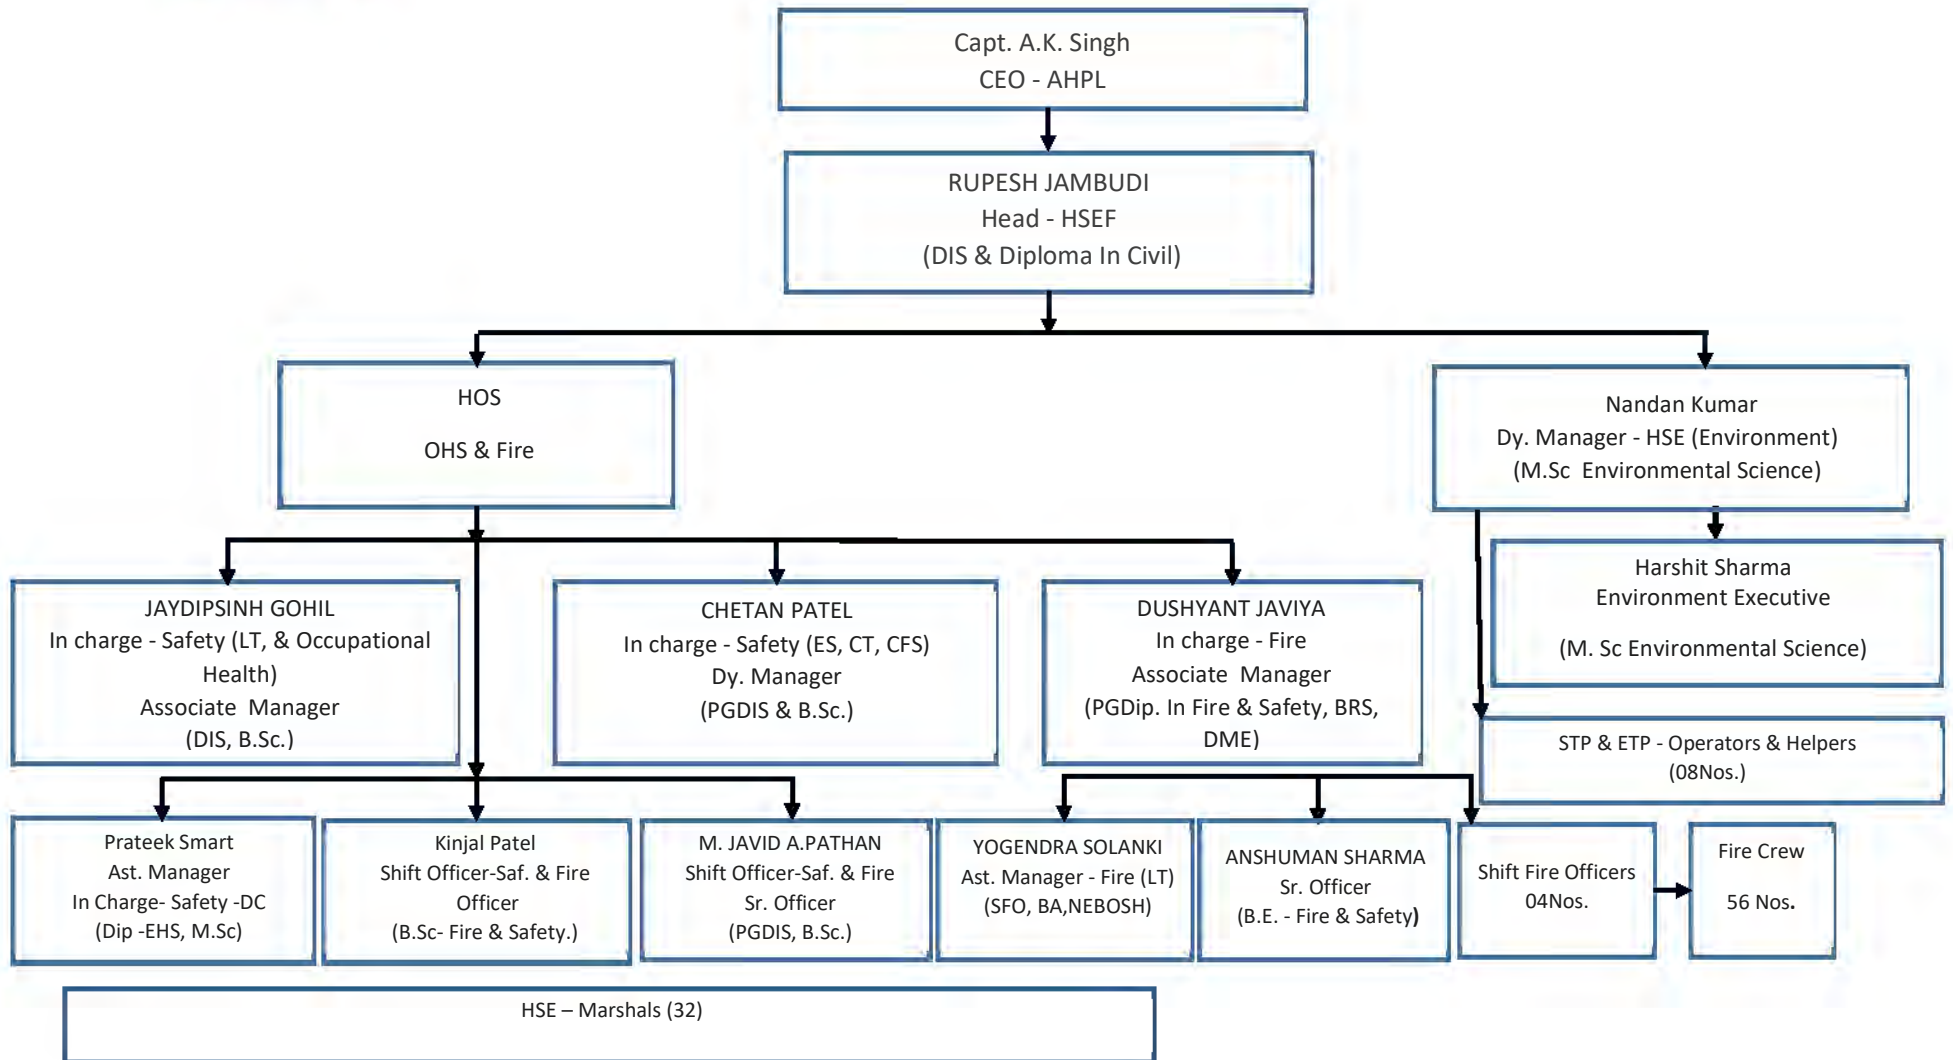 Capt. A.K. Singh
CEO - AHPL
RUPESH JAMBUDI
Head - HSEF
(DIS & Diploma In Civil)
HOS
OHS & Fire
Nandan Kumar
Dy. Manager - HSE (Environment)
(M.Sc Environmental Science)
JAYDIPSINH GOHIL
In charge - Safety (LT, & Occupational
Health)
Associate Manager
(DIS, B.Sc.)
CHETAN PATEL
In charge - Safety (ES, CT, CFS)
Dy. Manager
(PGDIS & B.Sc.)
DUSHYANT JAVIYA
In charge - Fire
Associate Manager
(PGDip. In Fire & Safety, BRS,
DME)
Harshit Sharma
Environment Executive
(M. Sc Environmental Science)
STP & ETP - Operators & Helpers
(08Nos.)
Prateek Smart
Ast. Manager
In Charge- Safety -DC
(Dip -EHS, M.Sc)
Kinjal Patel
Shift Officer-Saf. & Fire
Officer
(B.Sc- Fire & Safety.)
M. JAVID A.PATHAN
Shift Officer-Saf. & Fire
Sr. Officer
(PGDIS, B.Sc.)
YOGENDRA SOLANKI
Ast. Manager - Fire (LT)
(SFO, BA,NEBOSH)
ANSHUMAN SHARMA
Sr. Officer
(B.E. - Fire & Safety)
Shift Fire Officers
04Nos.
Fire Crew
56 Nos.
HSE – Marshals (32)